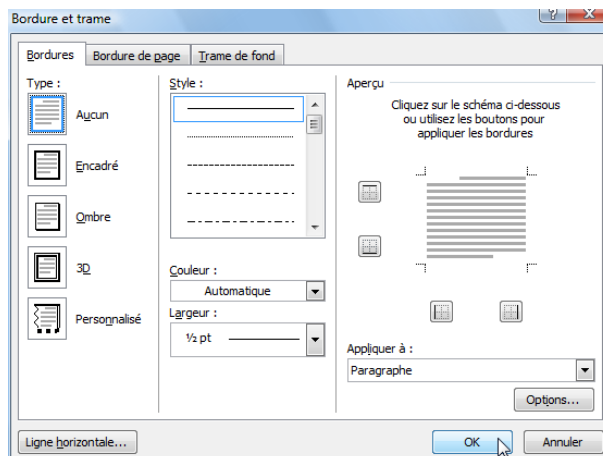 Bordure et trame
?
X
Bordures
Bordure de page
Trame de fond
Type :
Aucun
Encadré
Ombre
3D
Personnalisé
Style :
Couleur :
Automatique
Largeur :
½ pt
Aperçu
Cliquez sur le schéma ci-dessous
ou utilisez les boutons pour
appliquer les bordures
Appliquer à :
Paragraphe
Options...
Ligne horizontale...
OK
Annuler